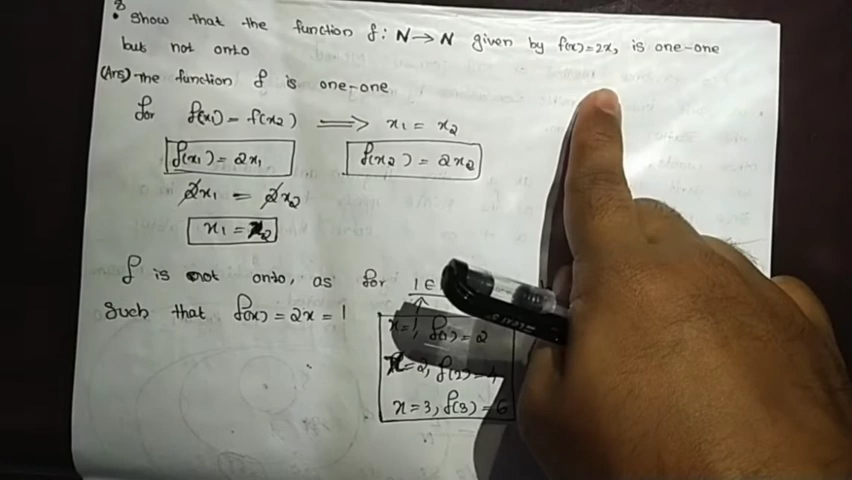 8
• Show that the function f: N→N given by f(x)=2x, is one-one
but not onto
(Ans) The function f is one-one
for f(x₁) = f(x₂) ⟹ x₁ = x₂
f(x₁) = 2x₁ f(x₂) = 2x₂
2x₁ = 2x₂
x₁ = x₂
f is not onto, as for 1∈
Such that f(x) = 2x = 1
x=1, f(1) = 2
x=2, f(2) = 4
x=3, f(3) = 6